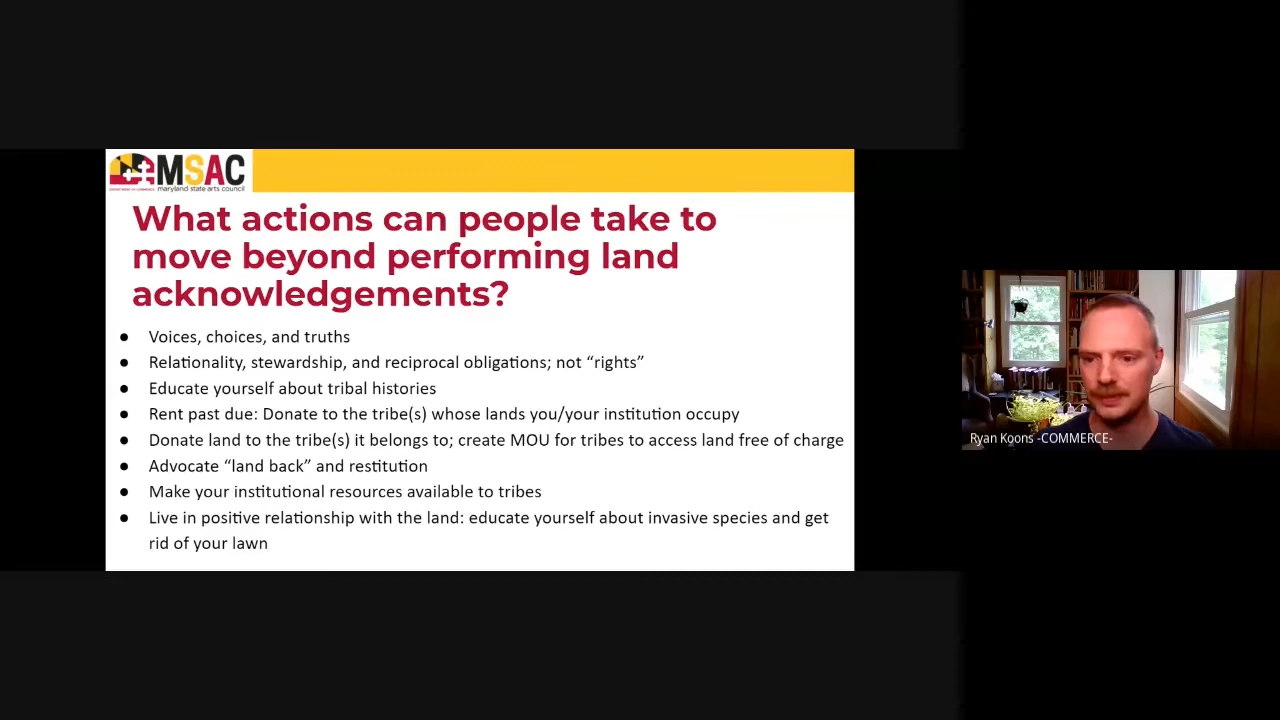 MSAC
DEPARTMENT OF COMMERCE maryland state arts council
What actions can people take to
move beyond performing land
acknowledgements?
● Voices, choices, and truths
● Relationality, stewardship, and reciprocal obligations; not “rights”
● Educate yourself about tribal histories
● Rent past due: Donate to the tribe(s) whose lands you/your institution occupy
● Donate land to the tribe(s) it belongs to; create MOU for tribes to access land free of charge
● Advocate “land back” and restitution
● Make your institutional resources available to tribes
● Live in positive relationship with the land: educate yourself about invasive species and get
rid of your lawn
Ryan Koons -COMMERCE-